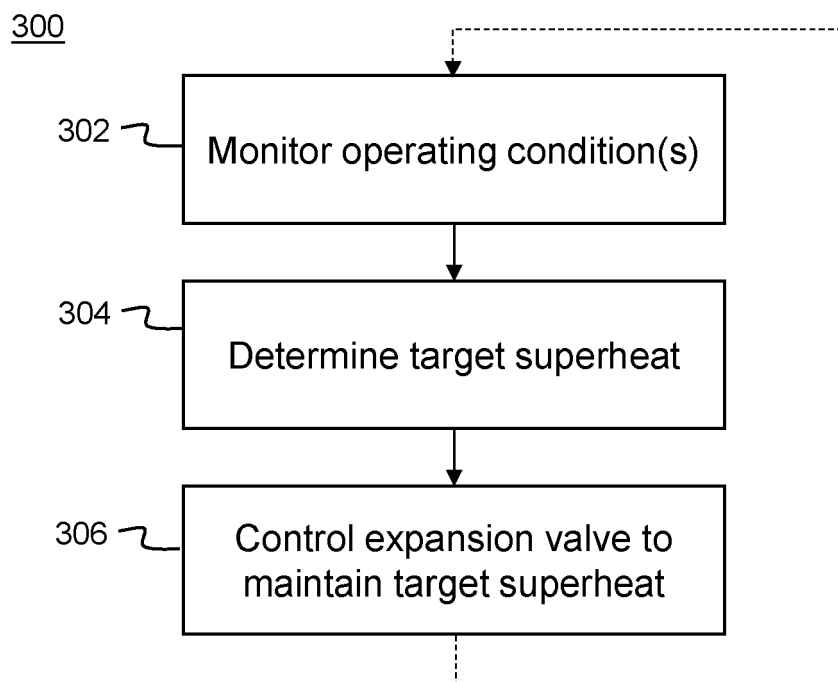 300
302
Monitor operating condition(s)
304
Determine target superheat
306
Control expansion valve to
maintain target superheat